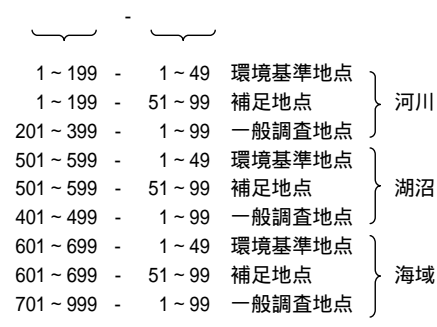 -
1 ~ 199 - 1 ~ 49 環境基準地点
1 ~ 199 - 51 ~ 99 補足地点 河川
201 ~ 399 - 1 ~ 99 一般調査地点
501 ~ 599 - 1 ~ 49 環境基準地点
501 ~ 599 - 51 ~ 99 補足地点 湖沼
401 ~ 499 - 1 ~ 99 一般調査地点
601 ~ 699 - 1 ~ 49 環境基準地点
601 ~ 699 - 51 ~ 99 補足地点 海域
701 ~ 999 - 1 ~ 99 一般調査地点